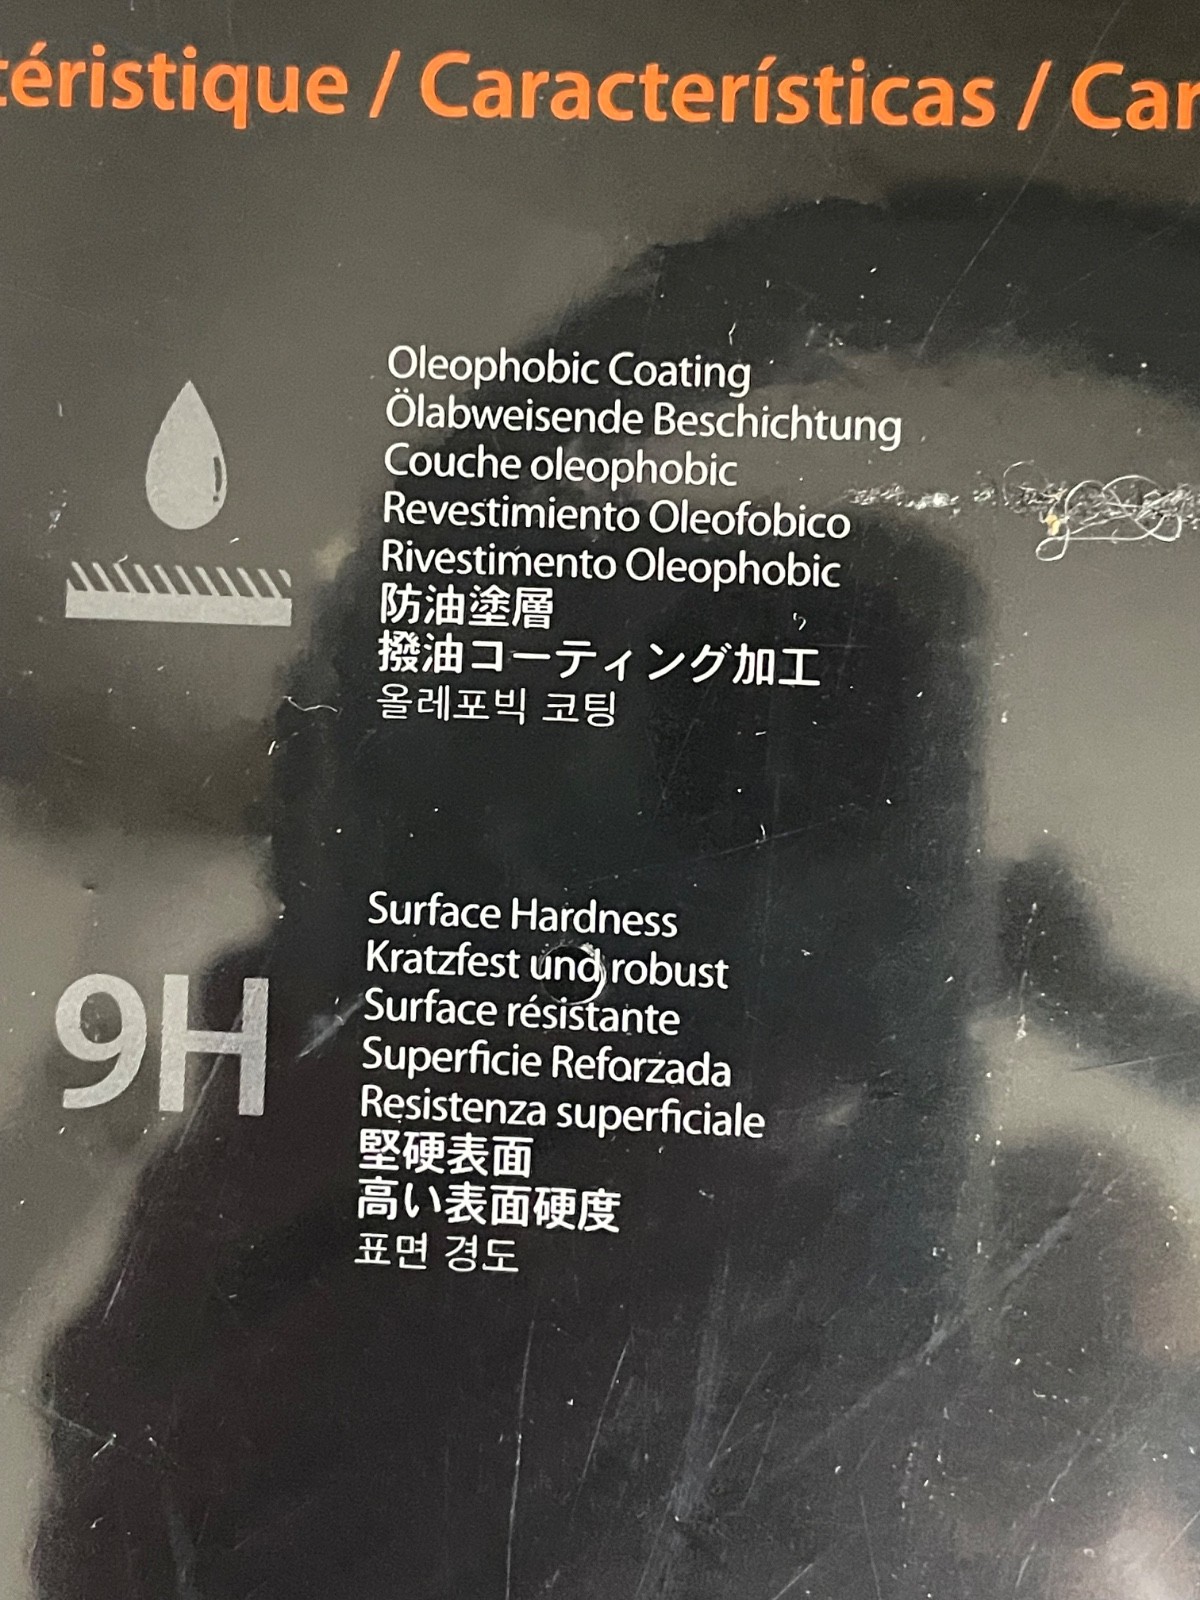 téristique / Características / Car
Oleophobic Coating
Ölabweisende Beschichtung
Couche oleophobic
Revestimiento Oleofobico
Rivestimento Oleophobic
防油塗層
撥油コーティング加工
올레포빅 코팅
9H
Surface Hardness
Kratzfest und robust
Surface résistante
Superficie Reforzada
Resistenza superficiale
堅硬表面
高い表面硬度
표면 경도